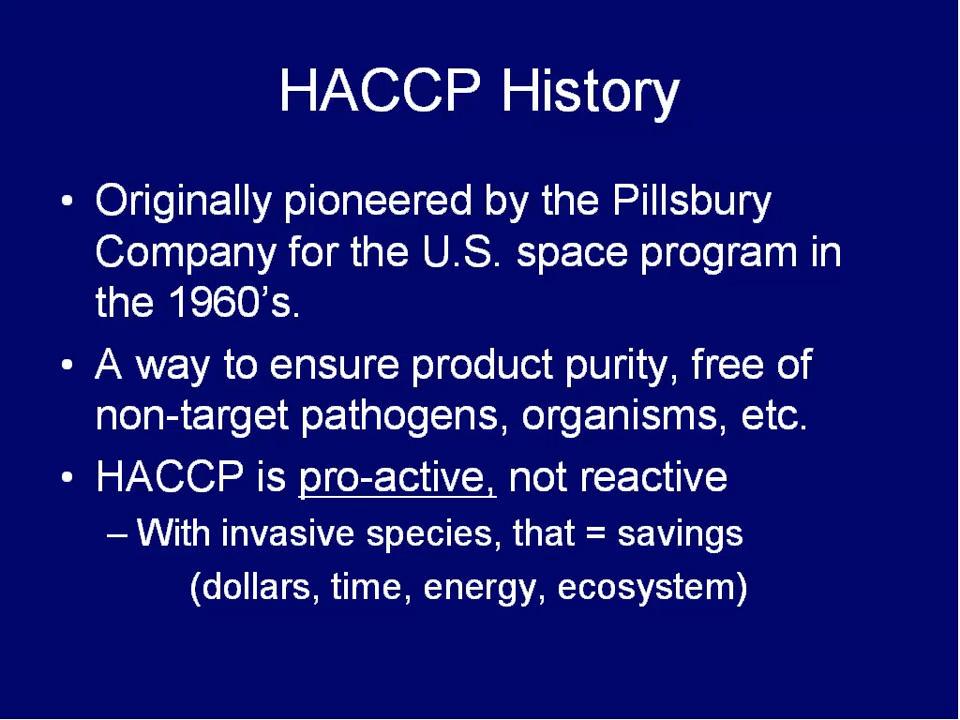 HACCP History
• Originally pioneered by the Pillsbury
Company for the U.S. space program in
the 1960's.
• A way to ensure product purity, free of
non-target pathogens, organisms, etc.
• HACCP is pro-active, not reactive
– With invasive species, that = savings
(dollars, time, energy, ecosystem)